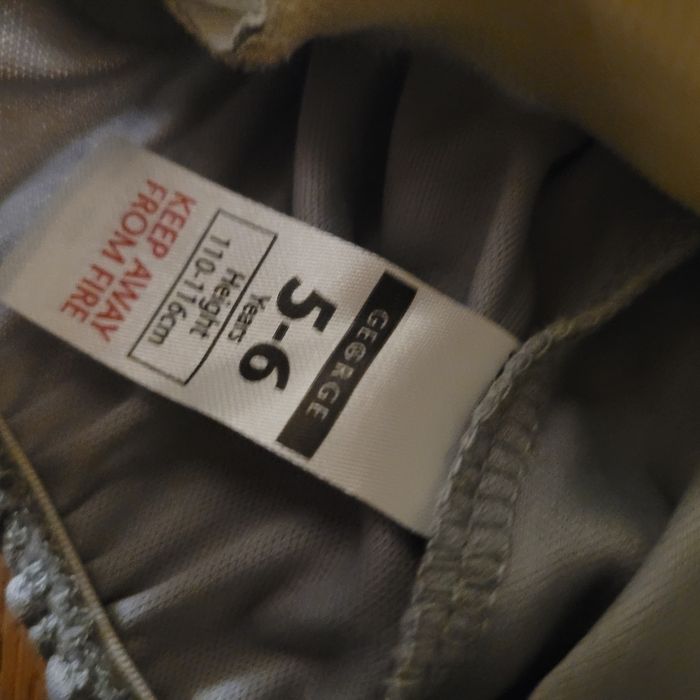 GEORGE
5-6
Years
Height
110-116cm
KEEP AWAY
FROM FIRE